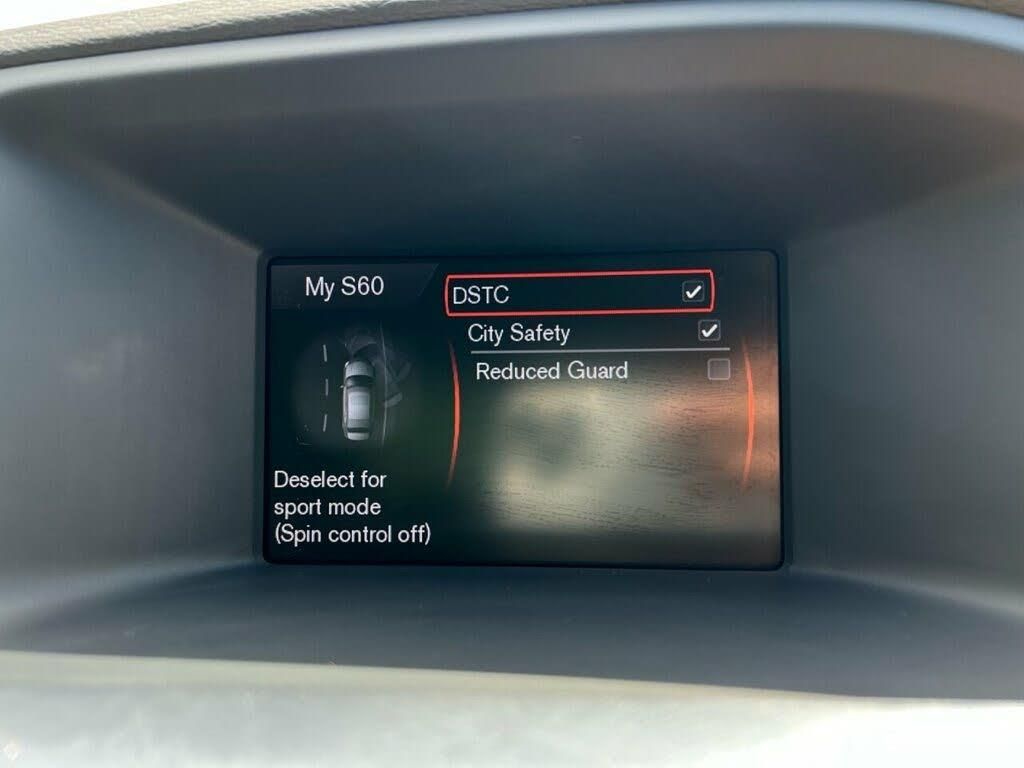 My S60
DSTC
City Safety
Reduced Guard
Deselect for
sport mode
(Spin control off)